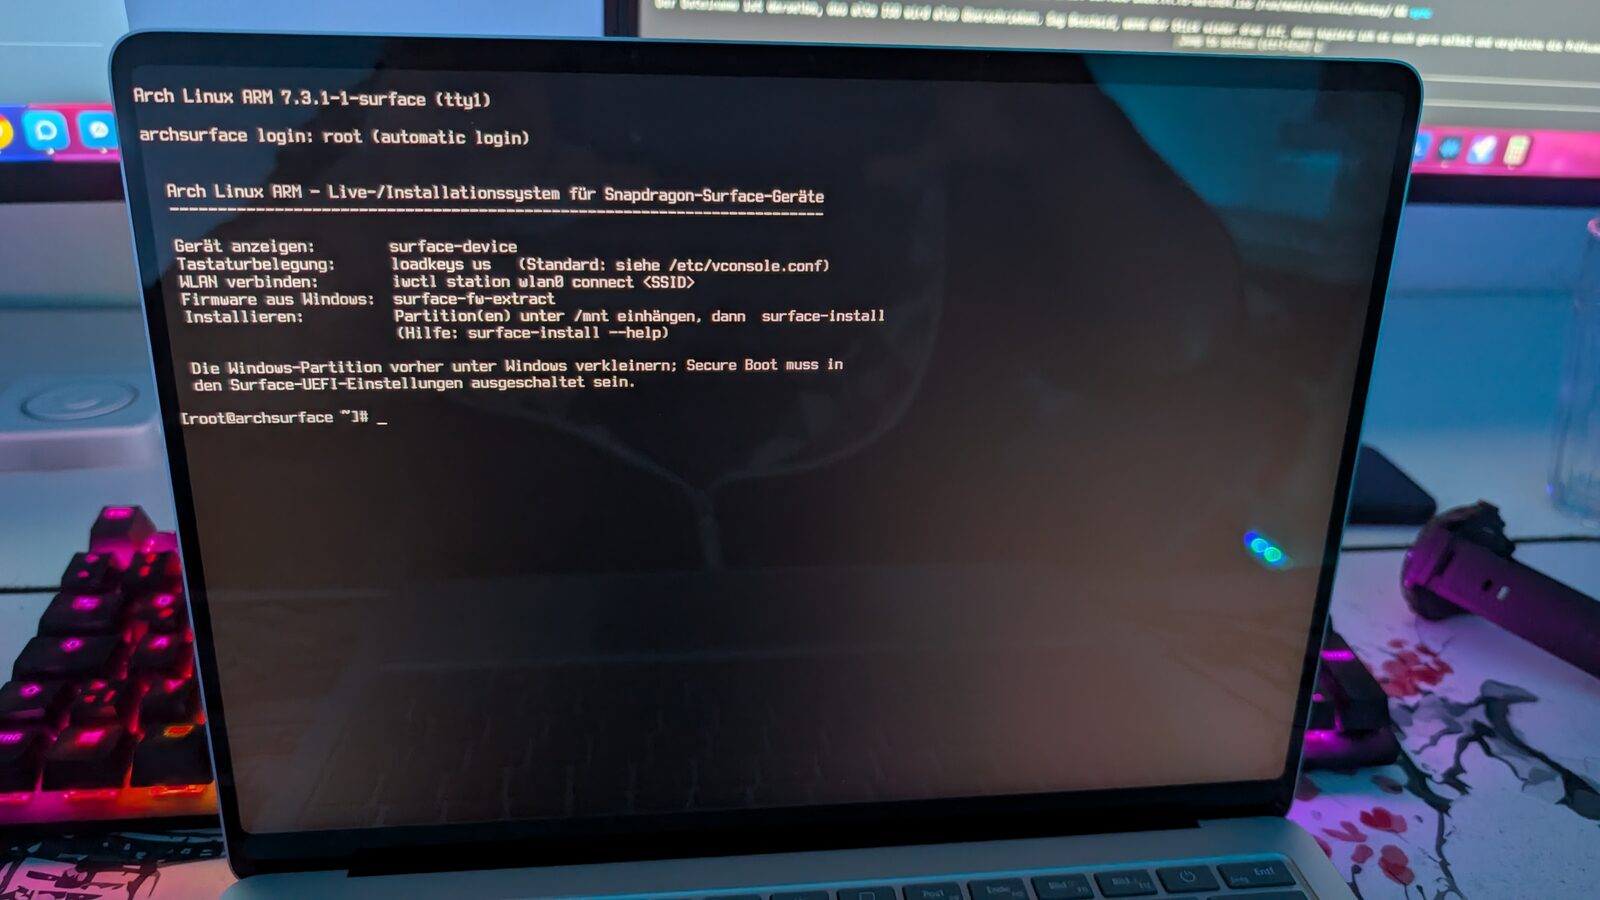 Arch Linux ARM 7.3.1-1-surface (tty1)
archsurface login: root (automatic login)
Arch Linux ARM - Live-/Installationssystem für Snapdragon-Surface-Geräte
Gerät anzeigen: surface-device
Tastaturbelegung: loadkeys us (Standard: siehe /etc/vconsole.conf)
WLAN verbinden: iwctl station wlan0 connect <SSID>
Firmware aus Windows: surface-fw-extract
Installieren: Partition(en) unter /mnt einhängen, dann surface-install
(Hilfe: surface-install --help)
Die Windows-Partition vorher unter Windows verkleinern; Secure Boot muss in
den Surface-UEFI-Einstellungen ausgeschaltet sein.
[root@archsurface ~]# _
Entf